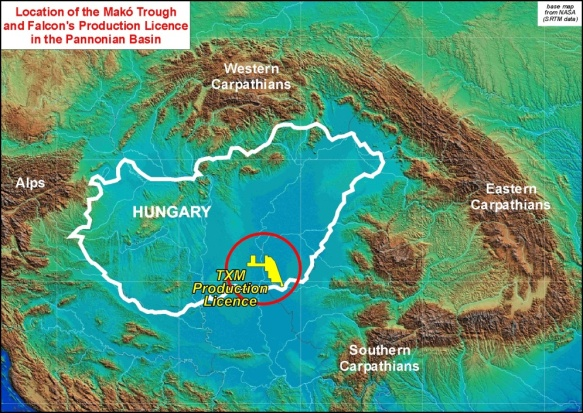 Location of the Makó Trough
and Falcon's Production Licence
in the Pannonian Basin
base map
from NASA
(SRTM data)
Western
Carpathians
Alps
Eastern
Carpathians
HUNGARY
TXM
Production
Licence
Southern
Carpathians